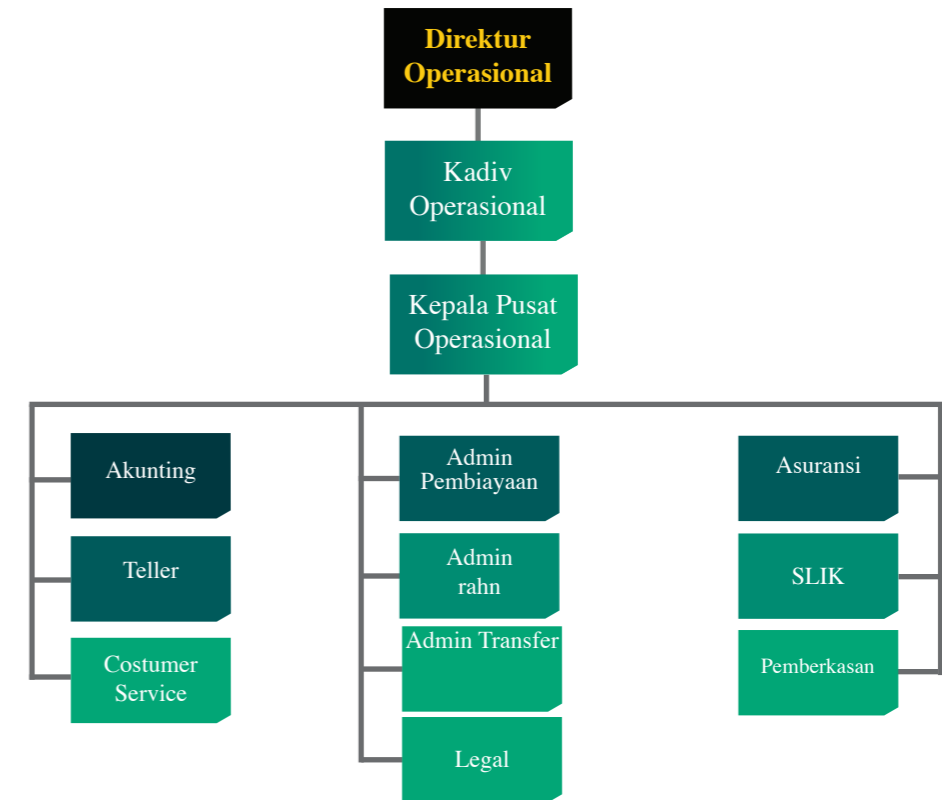 Direktur
Operasional
Kadiv
Operasional
Kepala Pusat
Operasional
Akunting
Teller
Costumer
Service
Admin
Pembiayaan
Admin
rahn
Admin Transfer
Legal
Asuransi
SLIK
Pemberkasan